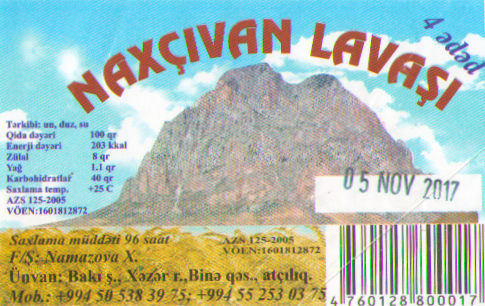 NAXÇIVAN LAVAŞI
4 ədəd
Tərkibi: un, duz, su
Qida dəyəri 100 qr
Enerji dəyəri 203 kkal
Zülal 8 qr
Yağ 1.1 qr
Karbohidratlar 40 qr
Saxlama temp. +25 C
AZS 125-2005
VÖEN:1601812872
05 NOV 2017
Saxlama müddəti 96 saat
AZS 125-2005
VÖEN:1601812872
F/Ş: Namazova X.
Ünvan: Bakı ş., Xəzər r.,Binə qəs., atçılıq.
Mob.: +994 50 538 39 75; +994 55 253 03 75
4 760128 800017